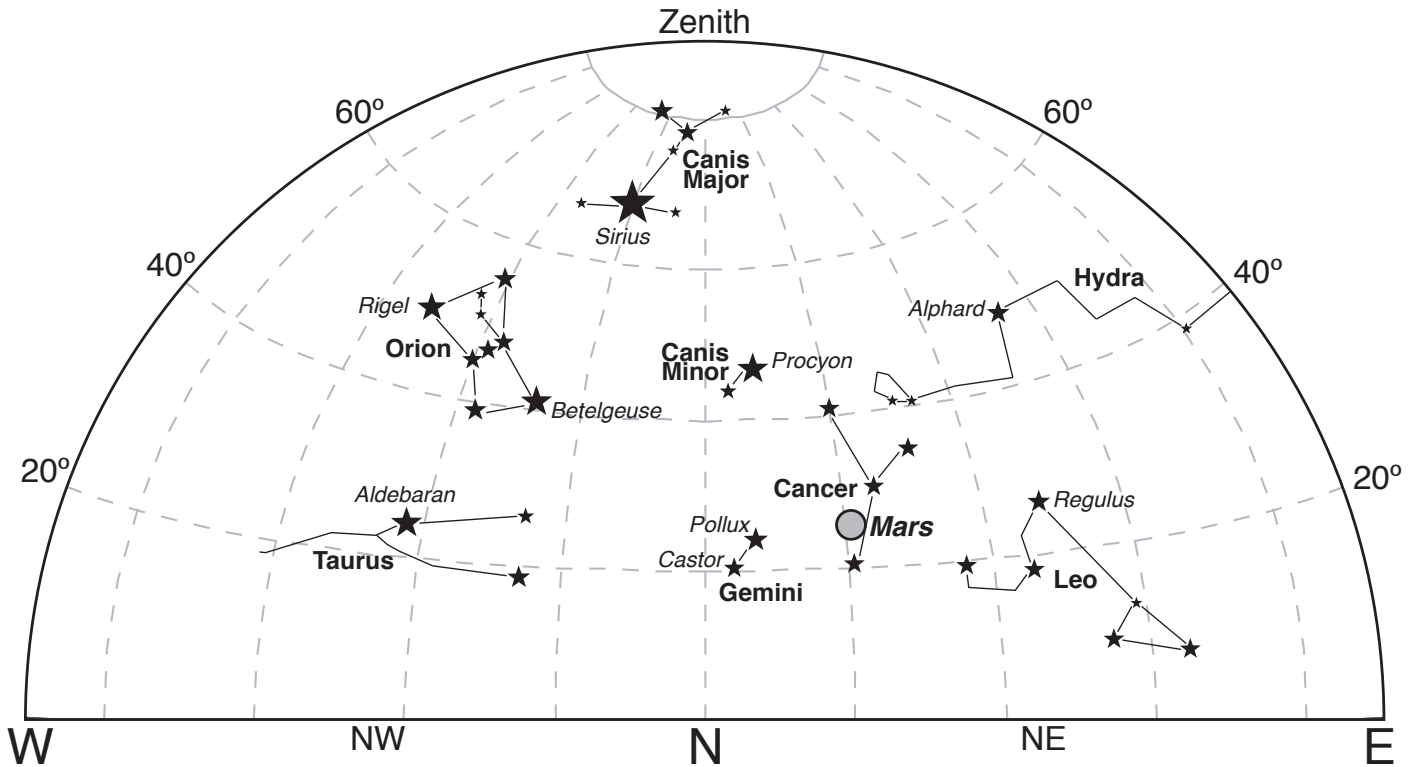 Zenith
60º
60º
Canis
Major
Sirius
40º
40º
Hydra
Rigel
Alphard
Orion
Canis
Minor
Procyon
Betelgeuse
20º
20º
Aldebaran
Cancer
Regulus
Pollux
Mars
Taurus
Castor
Leo
Gemini
W
NW
N
NE
E